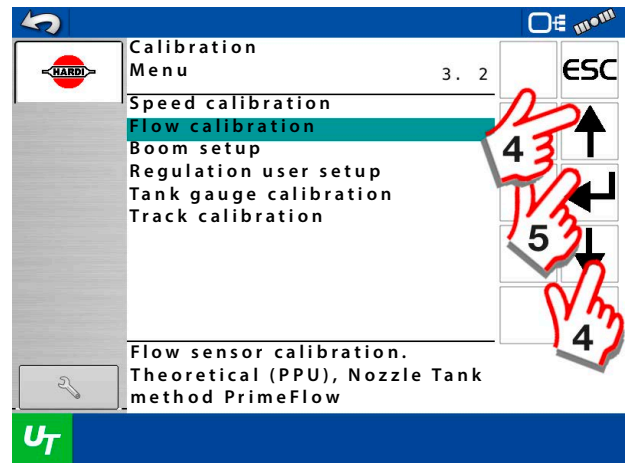 HARDI
Calibration
Menu 3. 2
ESC
Speed calibration
Flow calibration
Boom setup
Regulation user setup
Tank gauge calibration
Track calibration
4
5
4
Flow sensor calibration.
Theoretical (PPU), Nozzle Tank
method PrimeFlow
UT